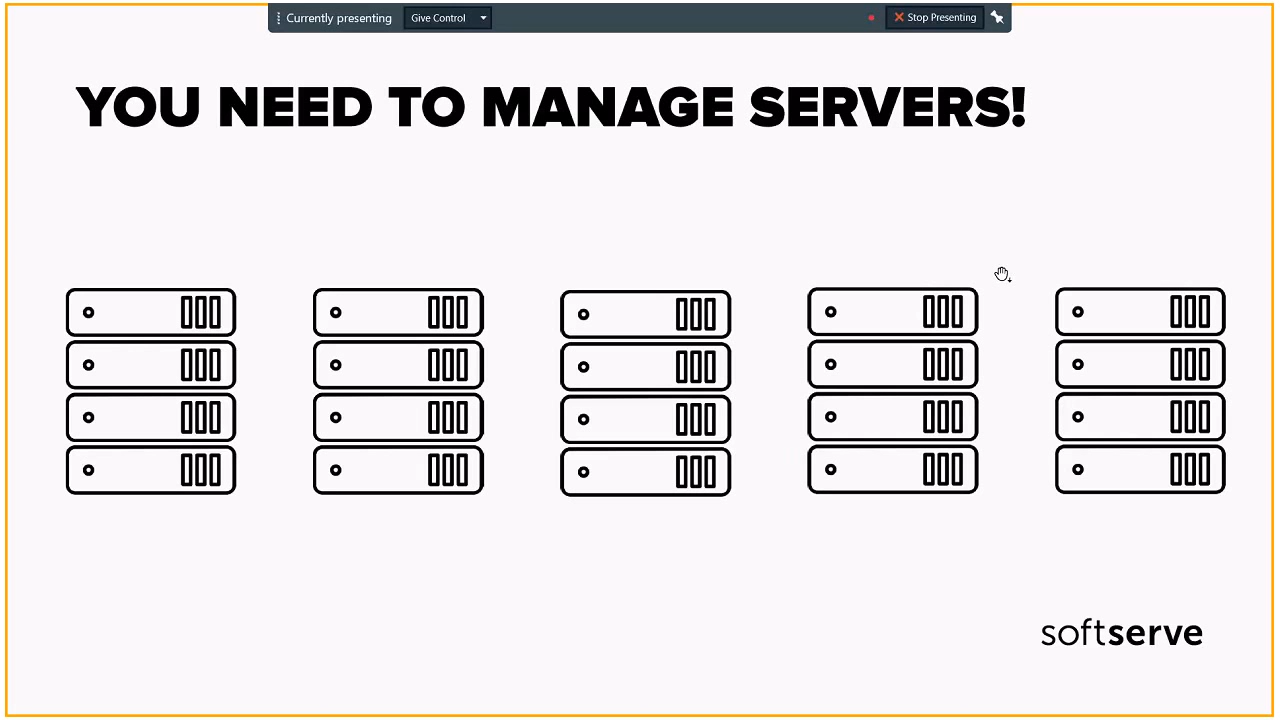 Currently presenting Give Control Stop Presenting
YOU NEED TO MANAGE SERVERS!
softserve